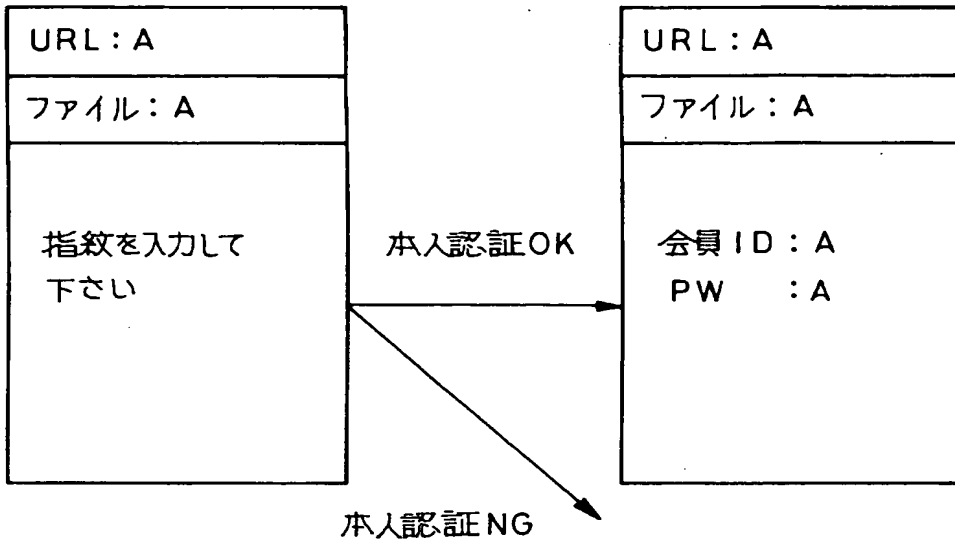 URL:A
ファイル:A
指紋を入力して
下さい
本人認証OK
本人認証NG
URL:A
ファイル:A
会員ID:A
PW :A